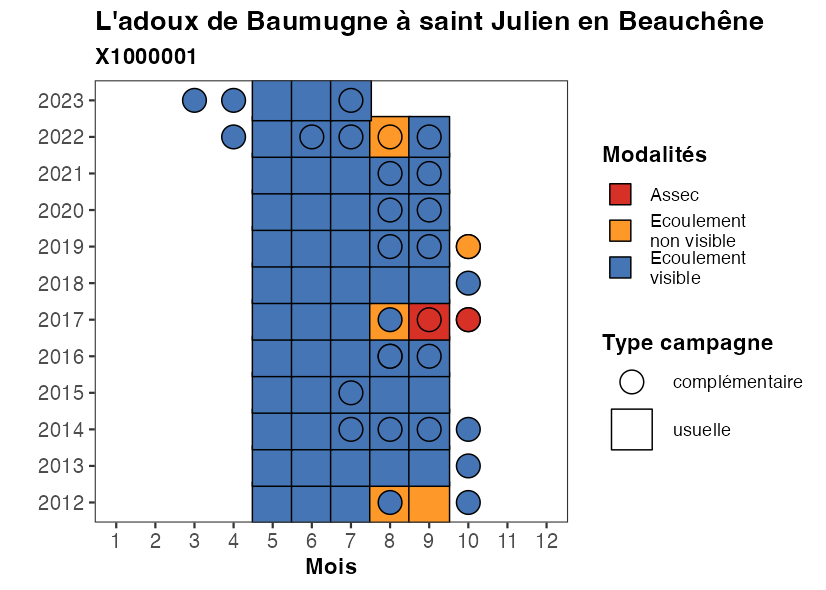 L'adoux de Baumugne à saint Julien en Beauchêne
X1000001
2023
2022
2021
2020
2019
2018
2017
2016
2015
2014
2013
2012
1 2 3 4 5 6 7 8 9 10 11 12
Mois
Modalités
Assec
Ecoulement
non visible
Ecoulement
visible
Type campagne
complémentaire
usuelle